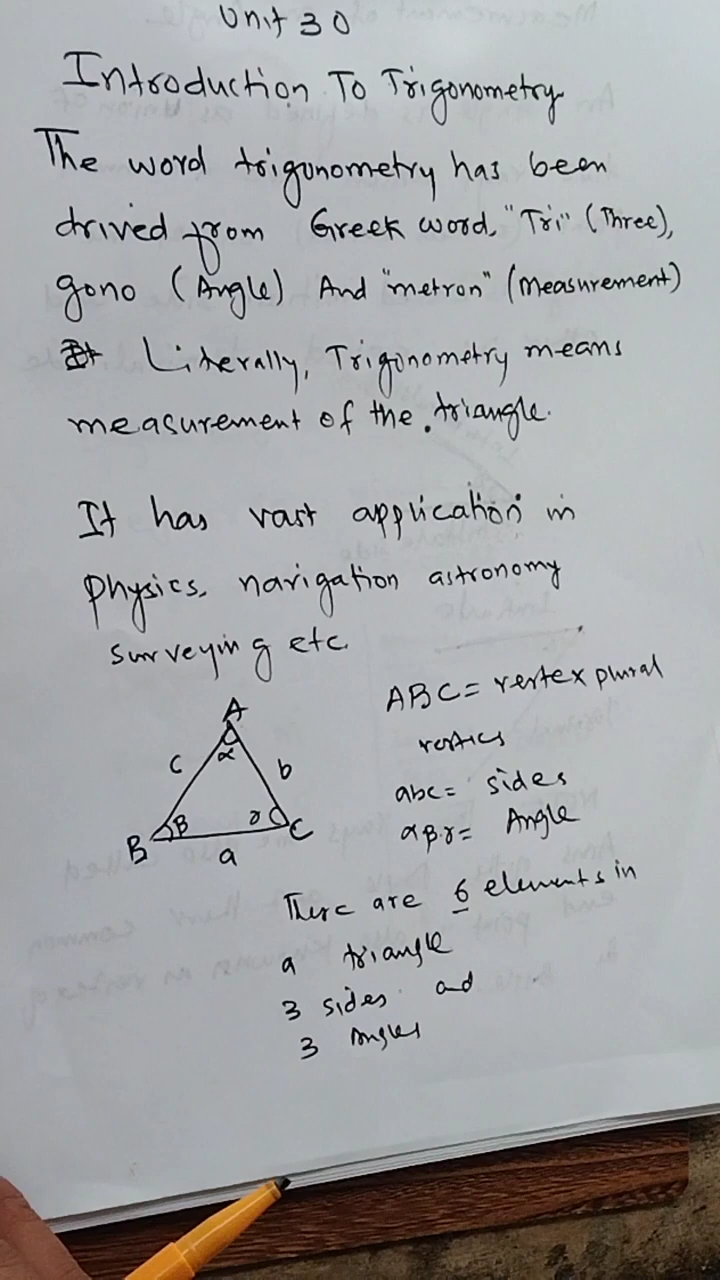 Unit 30
Introduction To Trigonometry
The word trigonometry has been
drived from Greek word "Tri" (Three),
gono (Angle) And "metron" (Measurement)
Literally, Trigonometry means
measurement of the triangle.
It has vast application in
Physics, navigation astronomy
surveying etc.
A
α
c b
B β γ C
a
ABC = vertex plural
vertics
abc = sides
αβγ = Angle
There are 6 elements in
a triangle
3 sides and
3 Angles